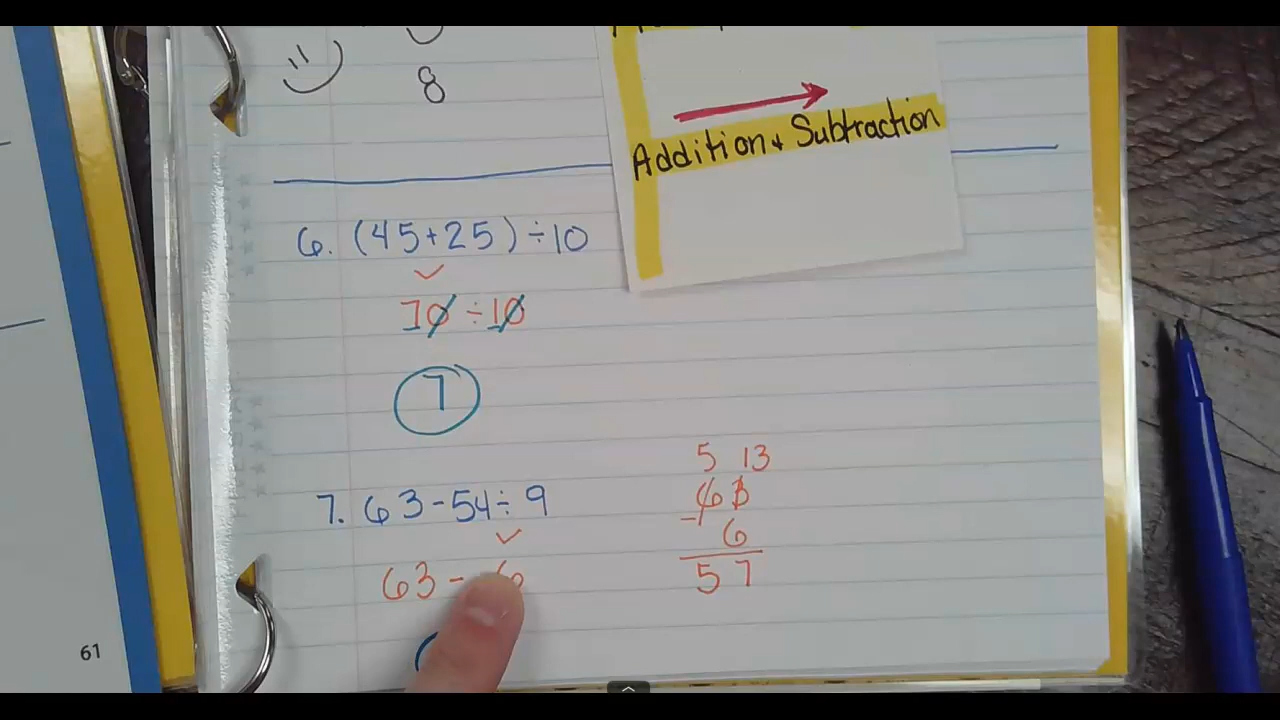 8
Addition + Subtraction
6. (45+25) ÷10
70 ÷ 10
7
5 13
7. 63-54÷ 9
63
- 6
63 - 6
57
61